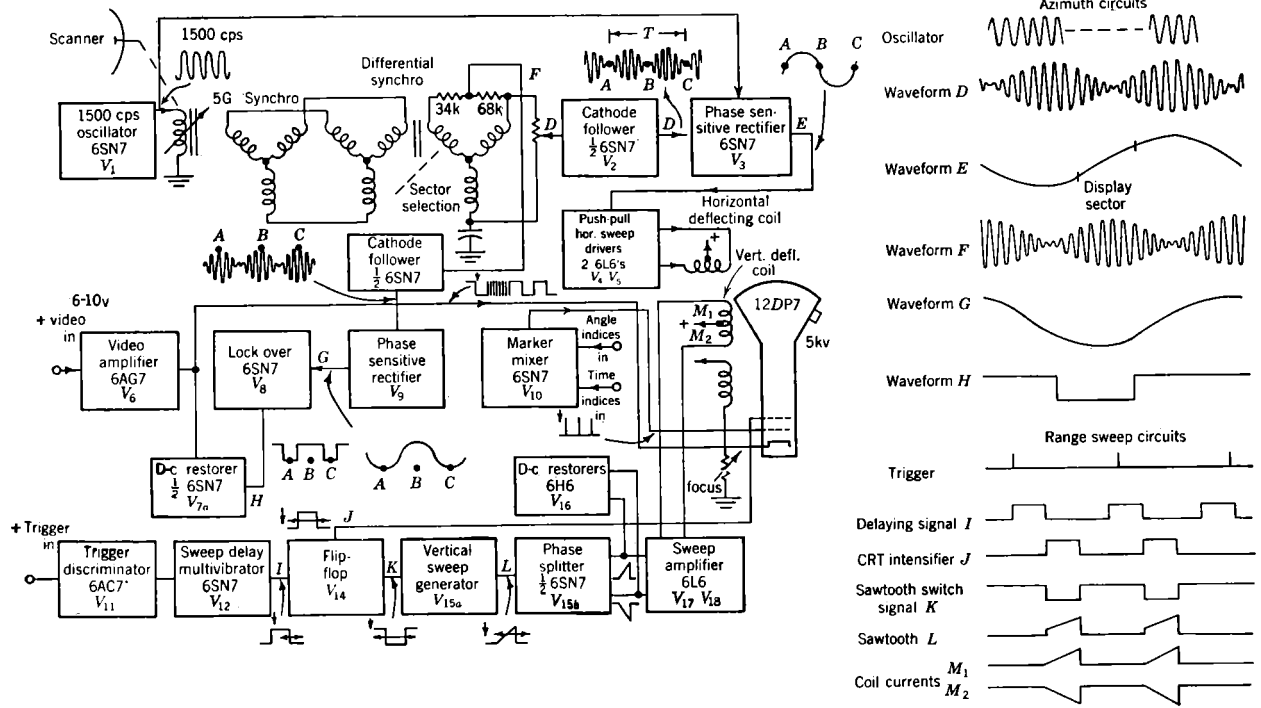 Scanner
1500 cps
1500 cps
oscillator
6SN7
V1
5G Synchro
Differential
synchro
34k
68k
F
Sector
selection
T
A B C
D
Cathode
follower
½ 6SN7
V2
D
Phase sen-
sitive rectifier
6SN7
V3
E
A B C
Push-pull
hor. sweep
drivers
2 6L6's
V4 V5
Horizontal
deflecting coil
+
Vert. defl.
coil
M1
+
M2
12DP7
5kv
focus
A B C
Cathode
follower
½ 6SN7
6-10v
+ video
in
Video
amplifier
6AG7
V6
Lock over
6SN7
V8
G
Phase
sensitive
rectifier
V9
Marker
mixer
6SN7
V10
Angle
indices
in
Time
indices
in
D-c restorer
½ 6SN7
V7a
H
A B C
A B C
D-c restorers
6H6
V16
+ Trigger
in
Trigger
discriminator
6AC7
V11
Sweep delay
multivibrator
6SN7
V12
I
J
Flip-
flop
V14
K
Vertical
sweep
generator
V15a
L
Phase
splitter
½ 6SN7
V15b
Sweep
amplifier
6L6
V17 V18
Azimuth circuits
Oscillator
Waveform D
Waveform E
Display
sector
Waveform F
Waveform G
Waveform H
Range sweep circuits
Trigger
Delaying signal I
CRT intensifier J
Sawtooth switch
signal K
Sawtooth L
Coil currents
M1
M2